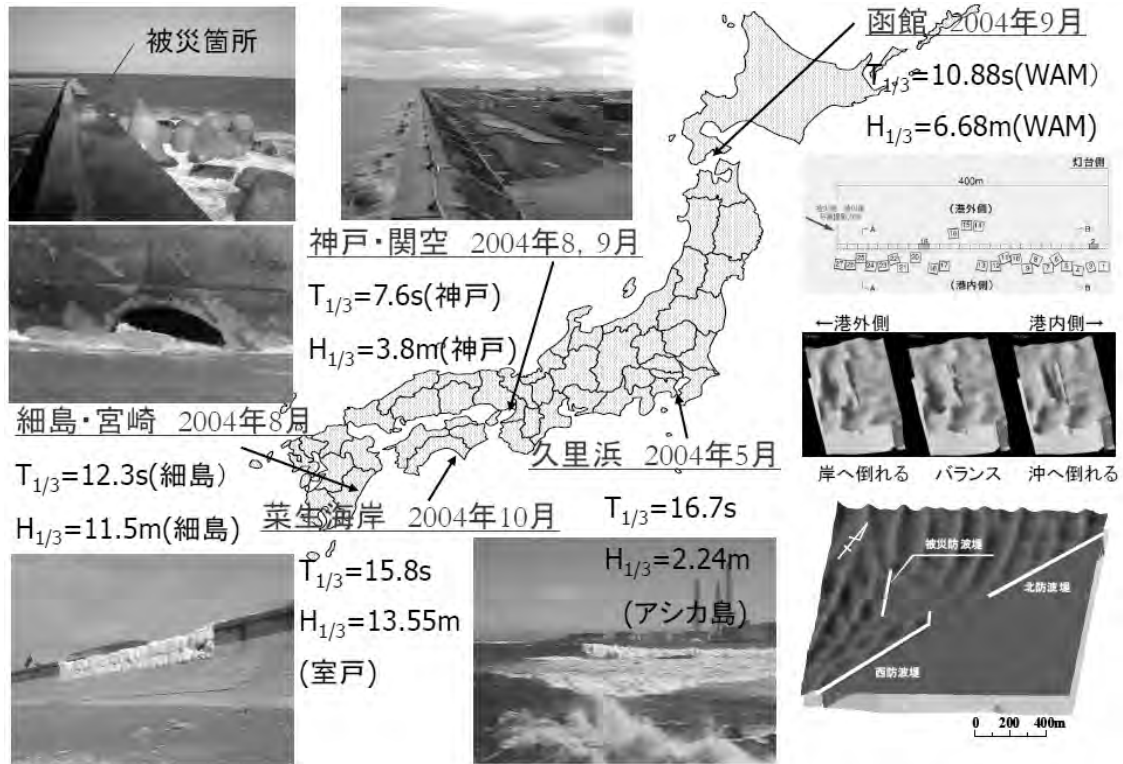 被災箇所
函館 2004年9月
T1/3=10.88s(WAM)
H1/3=6.68m(WAM)
灯台側
400m
(港外側)
A
B
(港内側)
A
B
神戸・関空 2004年8, 9月
T1/3=7.6s(神戸)
H1/3=3.8m(神戸)
←港外側 港内側→
岸へ倒れる バランス 沖へ倒れる
細島・宮崎 2004年8月
T1/3=12.3s(細島)
H1/3=11.5m(細島)
菜生海岸 2004年10月
T1/3=15.8s
H1/3=13.55m
(室戸)
久里浜 2004年5月
T1/3=16.7s
H1/3=2.24m
(アシカ島)
被災防波堤
北防波堤
西防波堤
0 200 400m